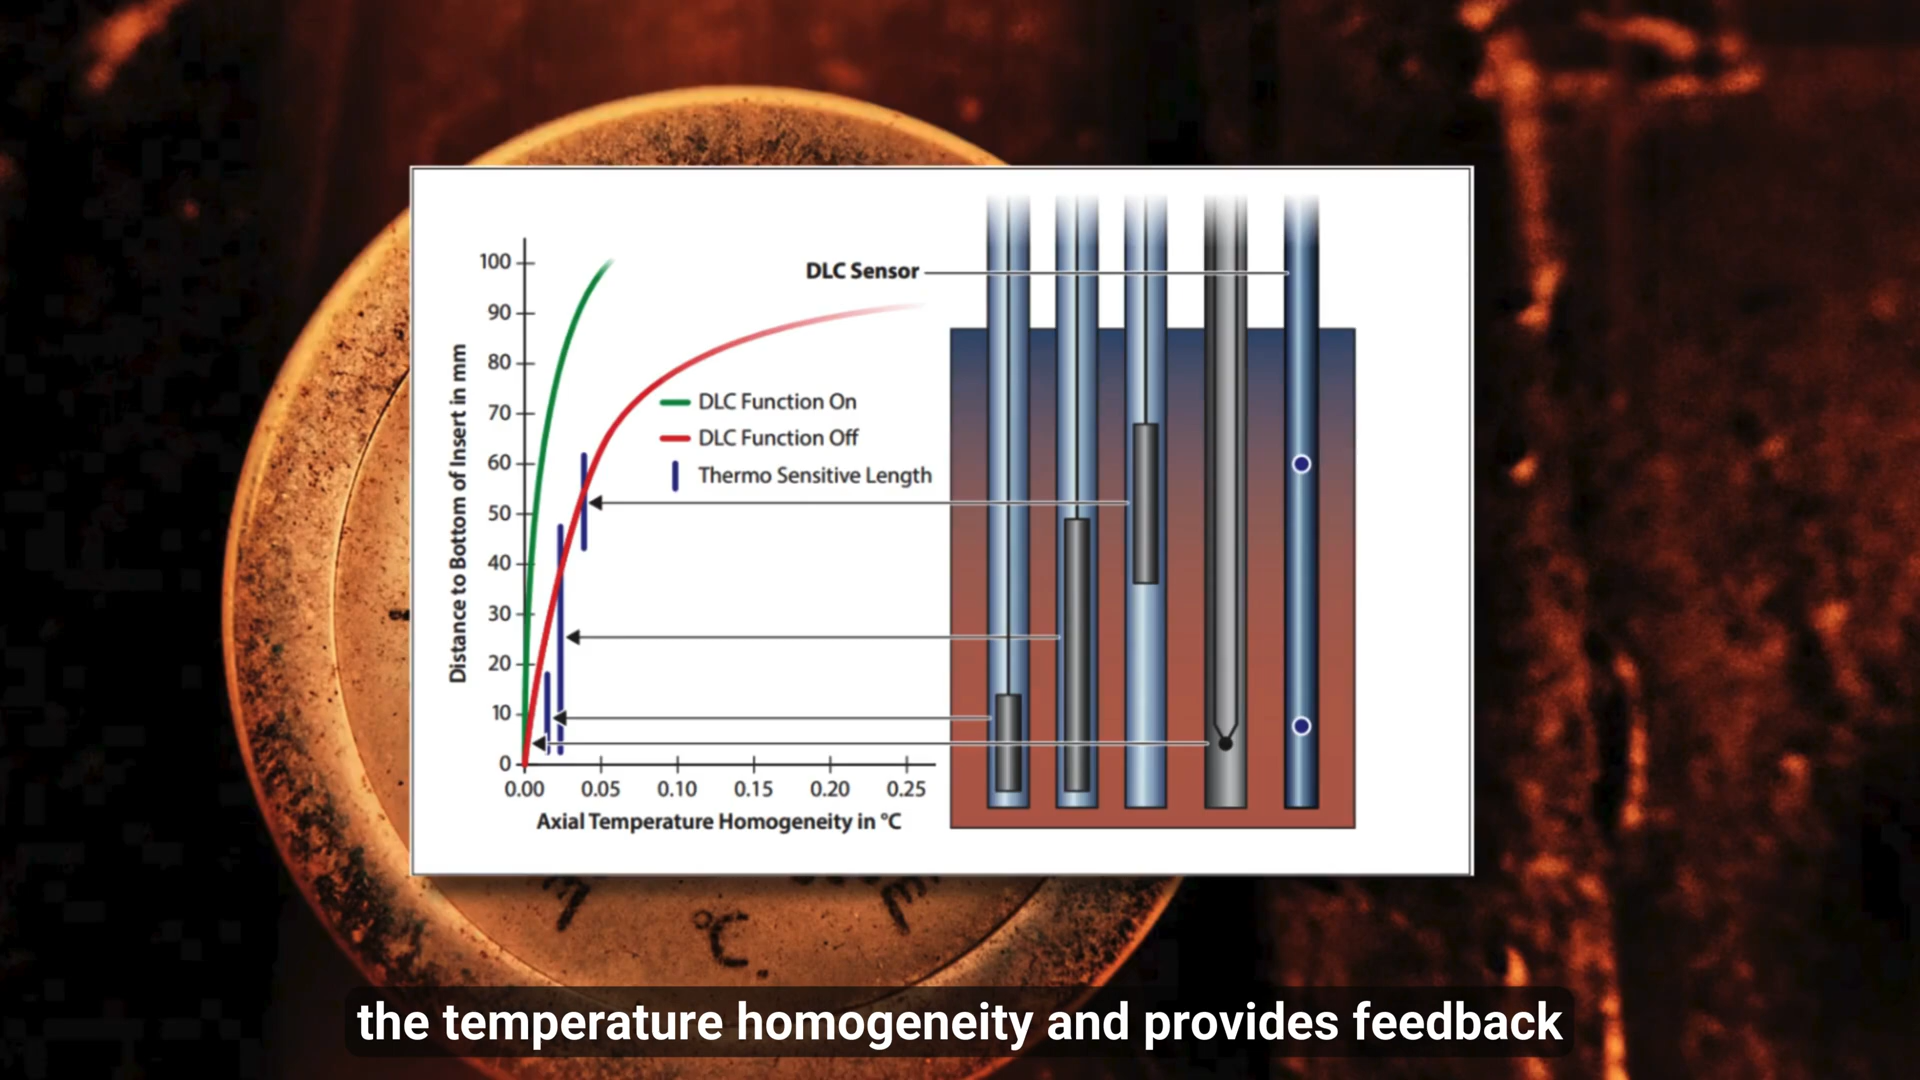 DLC Sensor
100
90
80
70
60
50
40
30
20
10
0
Distance to Bottom of Insert in mm
DLC Function On
DLC Function Off
Thermo Sensitive Length
0.00 0.05 0.10 0.15 0.20 0.25
Axial Temperature Homogeneity in °C
°C
the temperature homogeneity and provides feedback